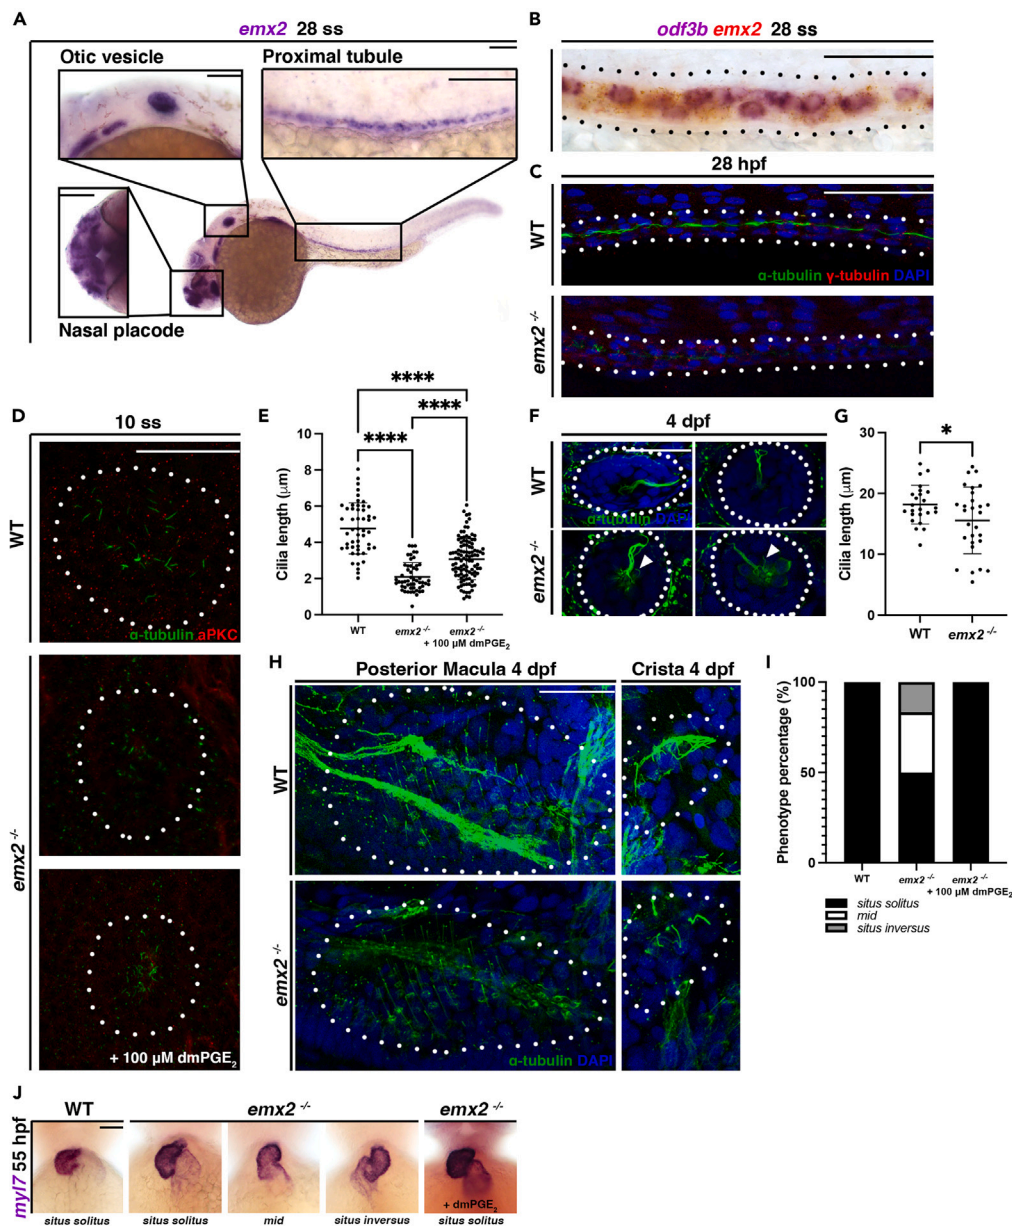 A
emx2 28 ss
Otic vesicle
Proximal tubule
Nasal placode
B
odf3b emx2 28 ss
28 hpf
C
WT
α-tubulin γ-tubulin DAPI
emx2 -/-
D
10 ss
WT
α-tubulin aPKC
emx2 -/-
+ 100 μM dmPGE2
E
Cilia length (μm)
10
8
6
4
2
0
****
****
****
WT
emx2 -/-
emx2 -/-
+ 100 μM dmPGE2
F
4 dpf
WT
α-tubulin DAPI
emx2 -/-
G
Cilia length (μm)
30
20
10
0
*
WT
emx2 -/-
H
Posterior Macula 4 dpf
Crista 4 dpf
WT
emx2 -/-
α-tubulin DAPI
I
Phenotype percentage (%)
100
50
0
WT
emx2 -/-
emx2 -/-
+ 100 μM dmPGE2
situs solitus
mid
situs inversus
J
myl7 55 hpf
WT
emx2 -/-
emx2 -/-
+ dmPGE2
situs solitus
situs solitus
mid
situs inversus
situs solitus